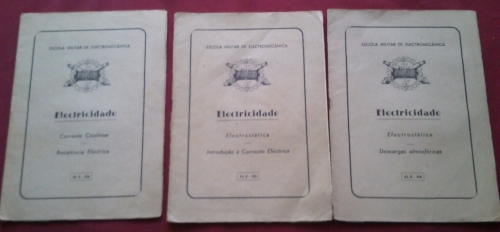 ESCOLA MILITAR DE ELECTROMECÂNICA
Electricidade
Corrente Contínua
Resistência Eléctrica
ESCOLA MILITAR DE ELECTROMECÂNICA
Electricidade
Electrostática
Introdução à Corrente Eléctrica
ESCOLA MILITAR DE ELECTROMECÂNICA
Electricidade
Electrostática
Descargas atmosféricas